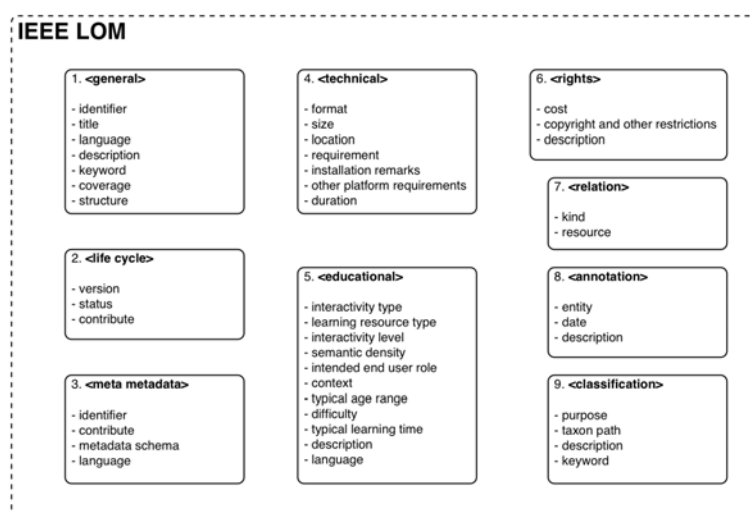 IEEE LOM
1. <general>
- identifier
- title
- language
- description
- keyword
- coverage
- structure
2. <life cycle>
- version
- status
- contribute
3. <meta metadata>
- identifier
- contribute
- metadata schema
- language
4. <technical>
- format
- size
- location
- requirement
- installation remarks
- other platform requirements
- duration
5. <educational>
- interactivity type
- learning resource type
- interactivity level
- semantic density
- intended end user role
- context
- typical age range
- difficulty
- typical learning time
- description
- language
6. <rights>
- cost
- copyright and other restrictions
- description
7. <relation>
- kind
- resource
8. <annotation>
- entity
- date
- description
9. <classification>
- purpose
- taxon path
- description
- keyword